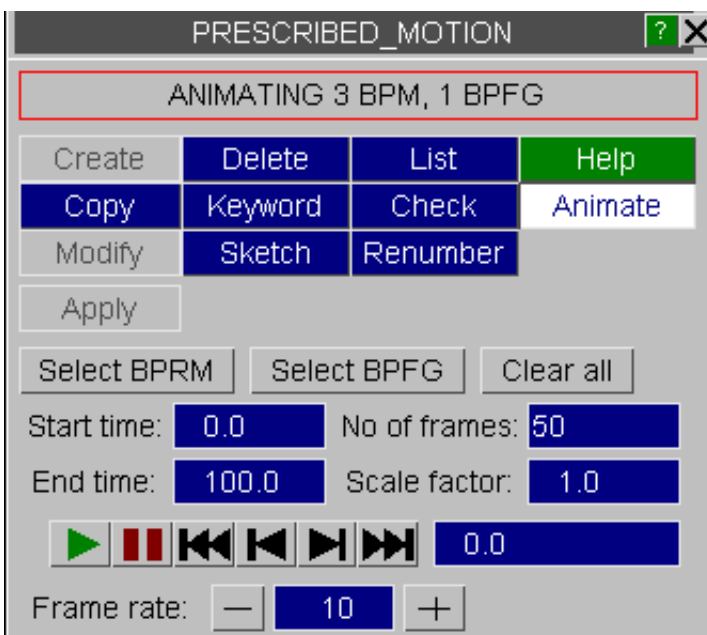 PRESCRIBED_MOTION ? X
ANIMATING 3 BPM, 1 BPFG
Create Delete List Help
Copy Keyword Check Animate
Modify Sketch Renumber
Apply
Select BPRM Select BPFG Clear all
Start time: 0.0 No of frames: 50
End time: 100.0 Scale factor: 1.0
0.0
Frame rate: — 10 +